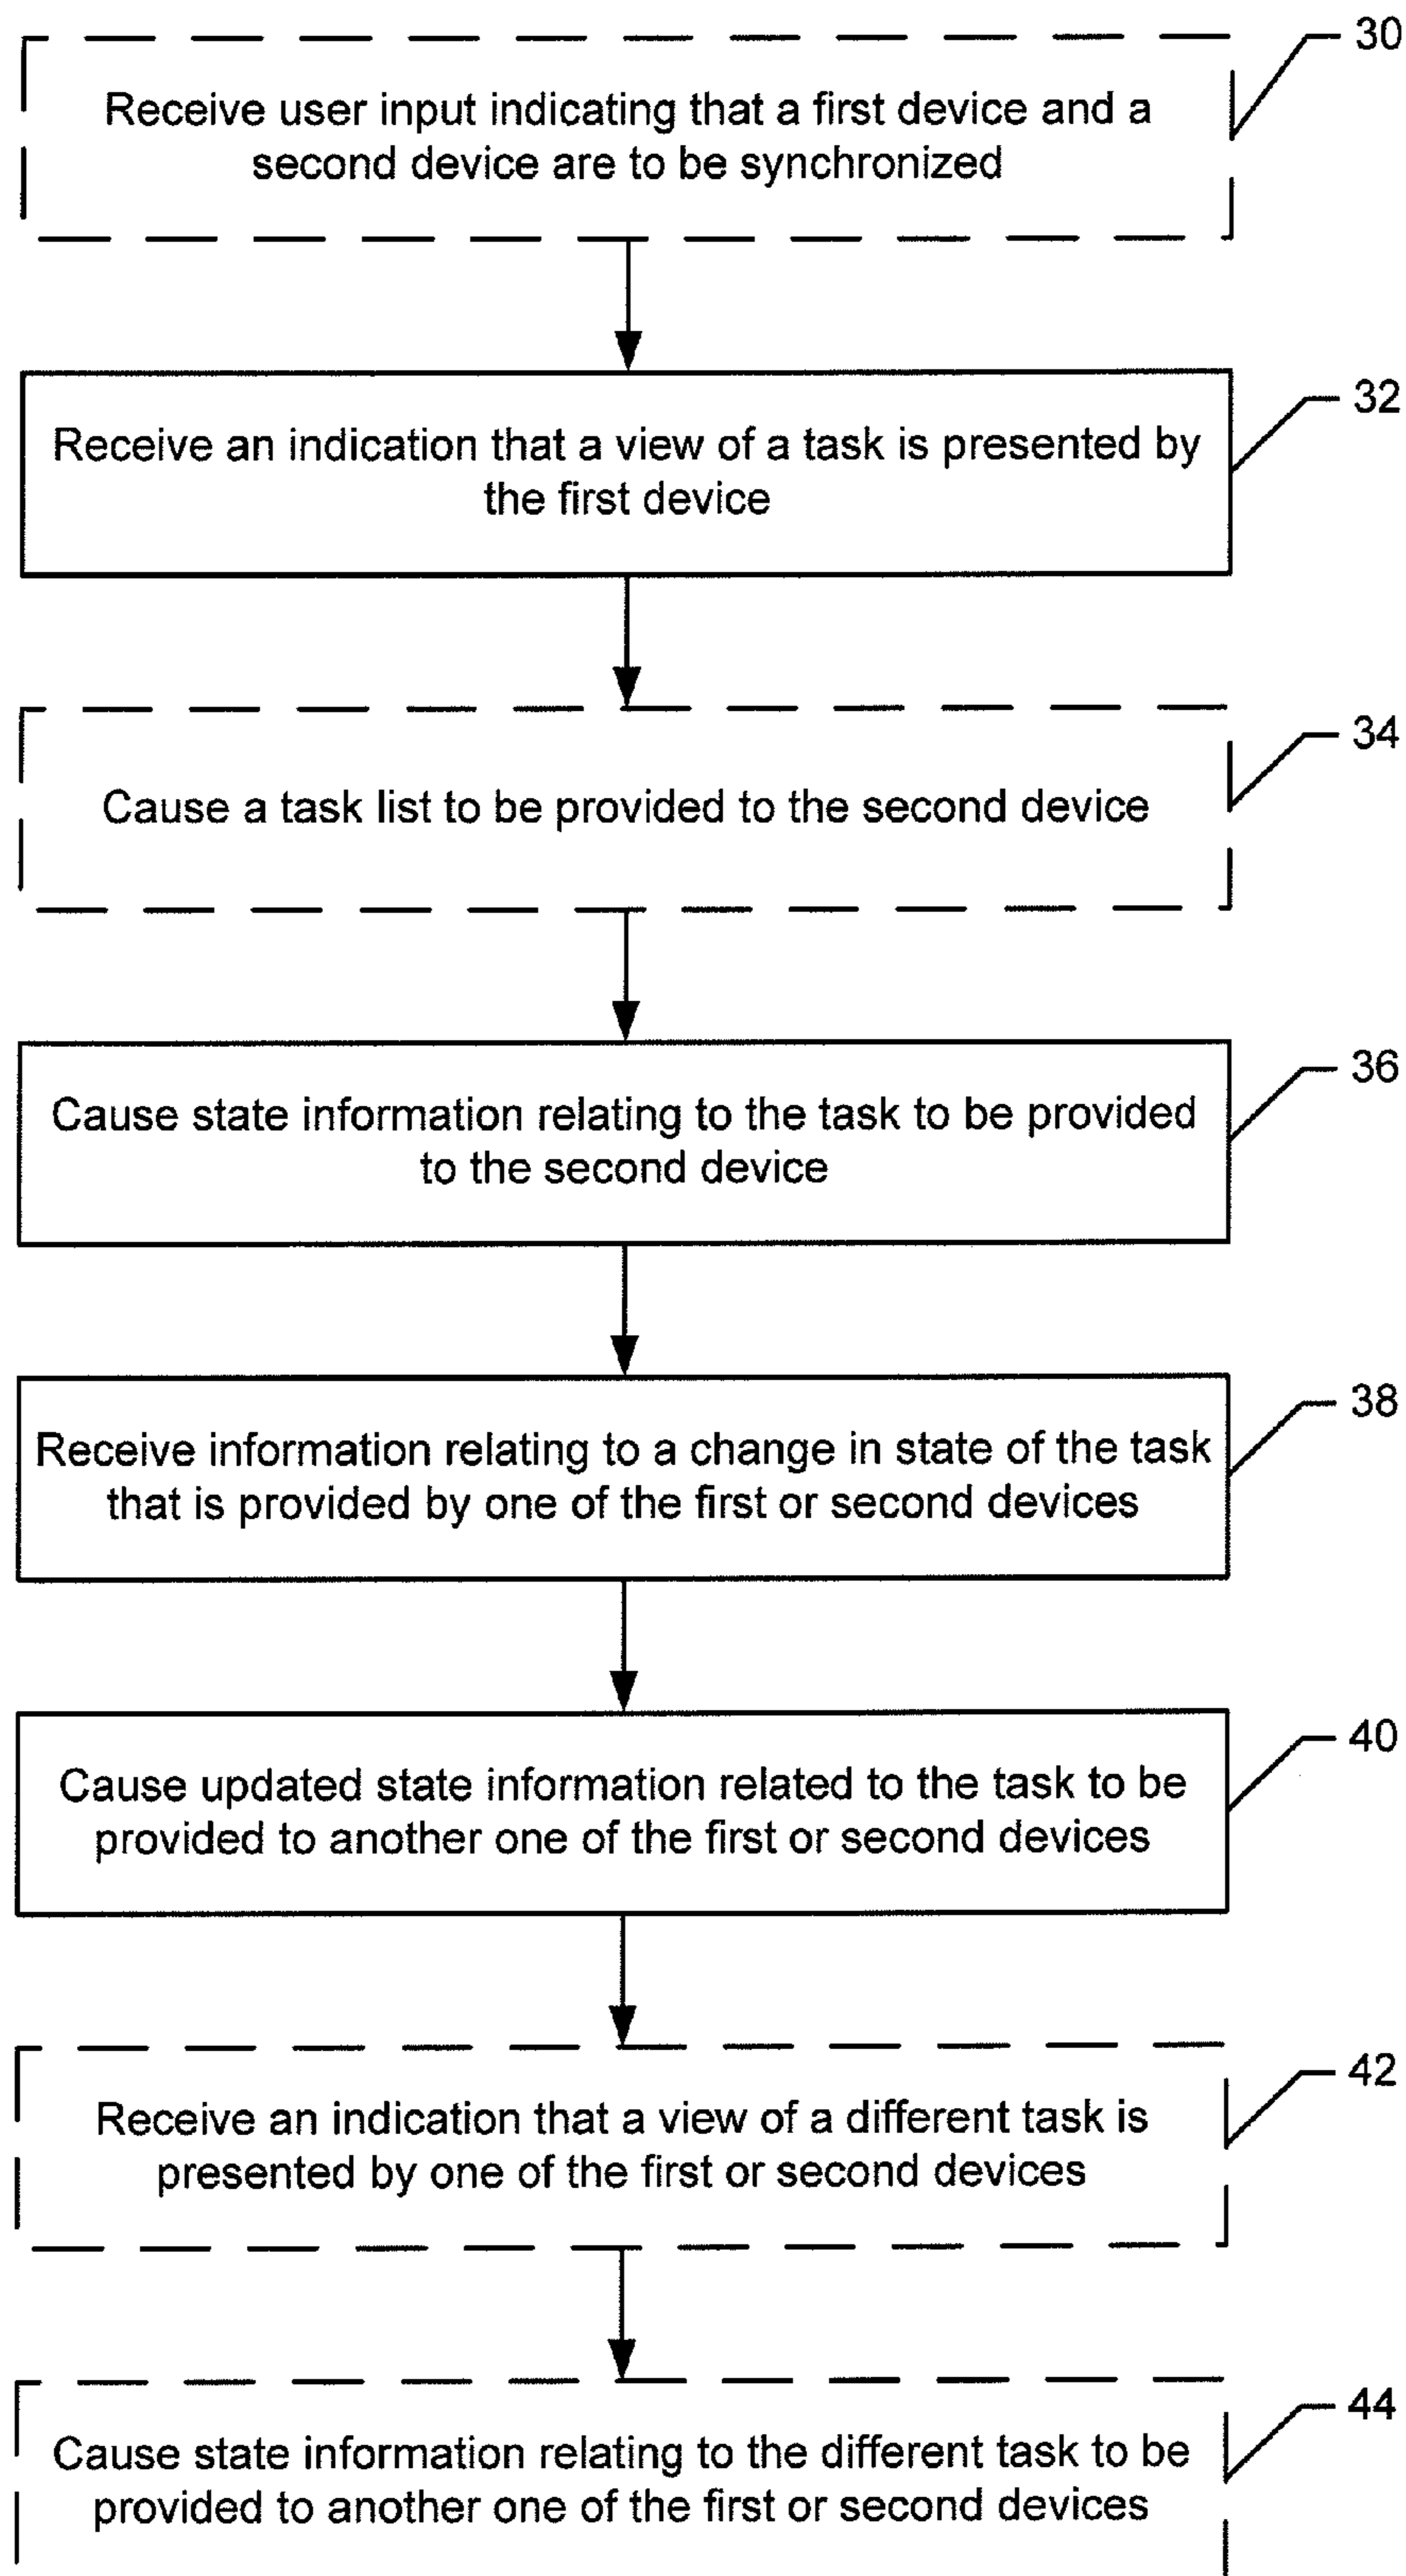 30
Receive user input indicating that a first device and a
second device are to be synchronized
32
Receive an indication that a view of a task is presented by
the first device
34
Cause a task list to be provided to the second device
36
Cause state information relating to the task to be provided
to the second device
38
Receive information relating to a change in state of the task
that is provided by one of the first or second devices
40
Cause updated state information related to the task to be
provided to another one of the first or second devices
42
Receive an indication that a view of a different task is
presented by one of the first or second devices
44
Cause state information relating to the different task to be
provided to another one of the first or second devices